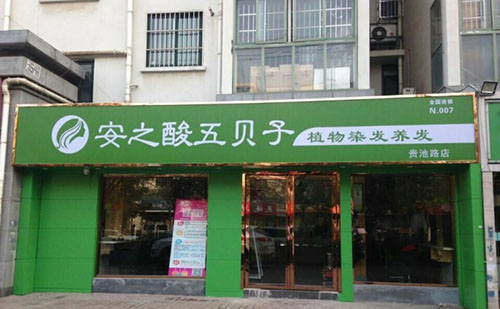 全国连锁
N.007
安之酸五贝子
植物染发养发
贵池路店